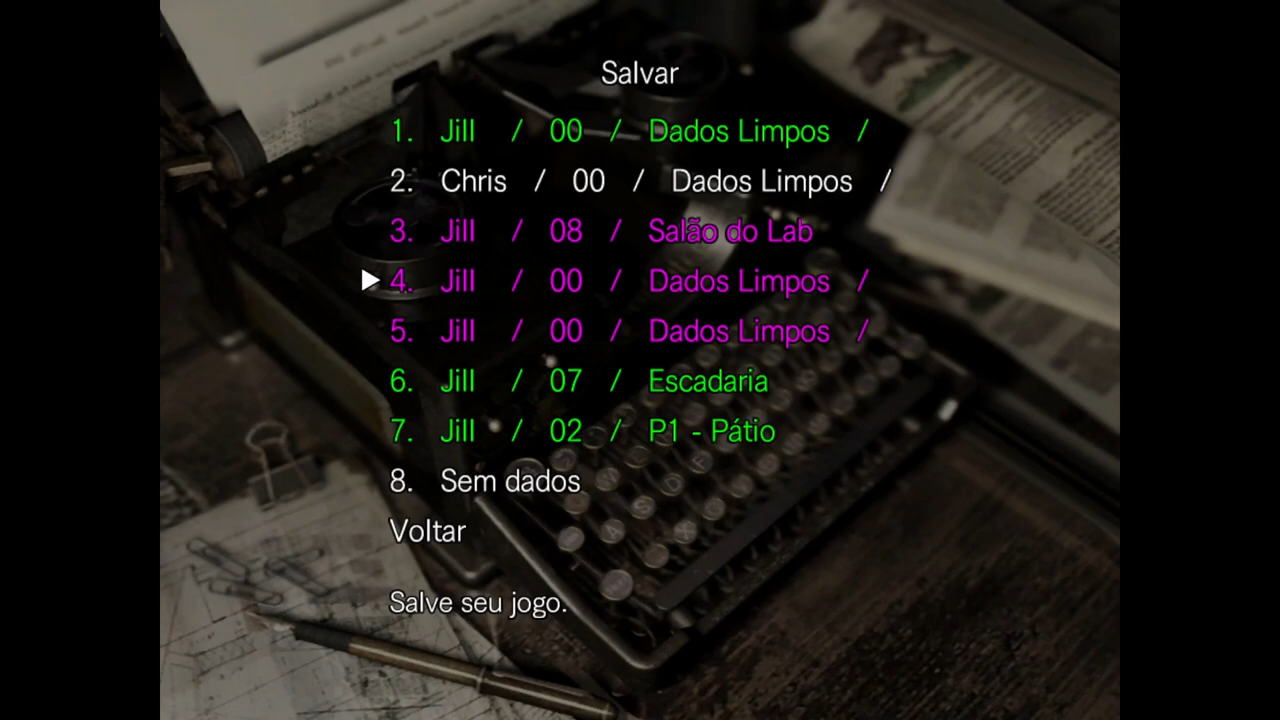 Salvar
1. Jill / 00 / Dados Limpos /
2. Chris / 00 / Dados Limpos /
3. Jill / 08 / Salão do Lab
4. Jill / 00 / Dados Limpos /
5. Jill / 00 / Dados Limpos /
6. Jill / 07 / Escadaria
7. Jill / 02 / P1 - Pátio
8. Sem dados
Voltar
Salve seu jogo.